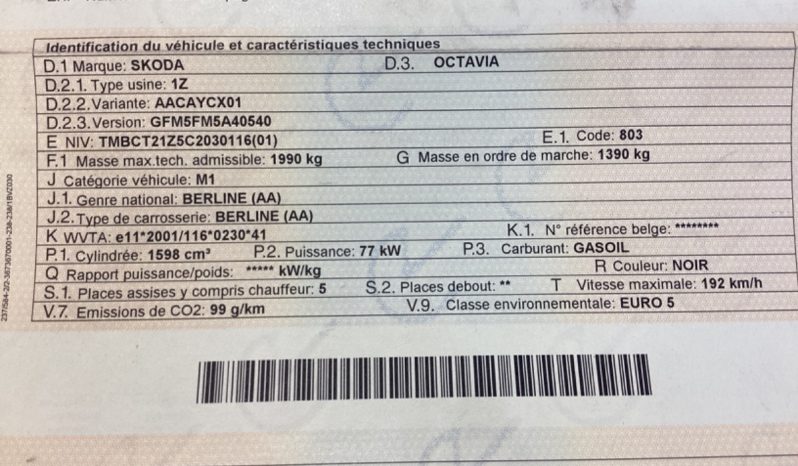 Identification du véhicule et caractéristiques techniques
D.1 Marque: SKODA D.3. OCTAVIA
D.2.1. Type usine: 1Z
D.2.2.Variante: AACAYCX01
D.2.3.Version: GFM5FM5A40540
E NIV: TMBCT21Z5C2030116(01) E.1. Code: 803
F.1 Masse max.tech. admissible: 1990 kg G Masse en ordre de marche: 1390 kg
J Catégorie véhicule: M1
J.1. Genre national: BERLINE (AA)
J.2. Type de carrosserie: BERLINE (AA)
K WVTA: e11*2001/116*0230*41 K.1. N° référence belge: ********
P.1. Cylindrée: 1598 cm³ P.2. Puissance: 77 kW P.3. Carburant: GASOIL
Q Rapport puissance/poids: ***** kW/kg R Couleur: NOIR
S.1. Places assises y compris chauffeur: 5 S.2. Places debout: ** T Vitesse maximale: 192 km/h
V.7. Emissions de CO2: 99 g/km V.9. Classe environnementale: EURO 5